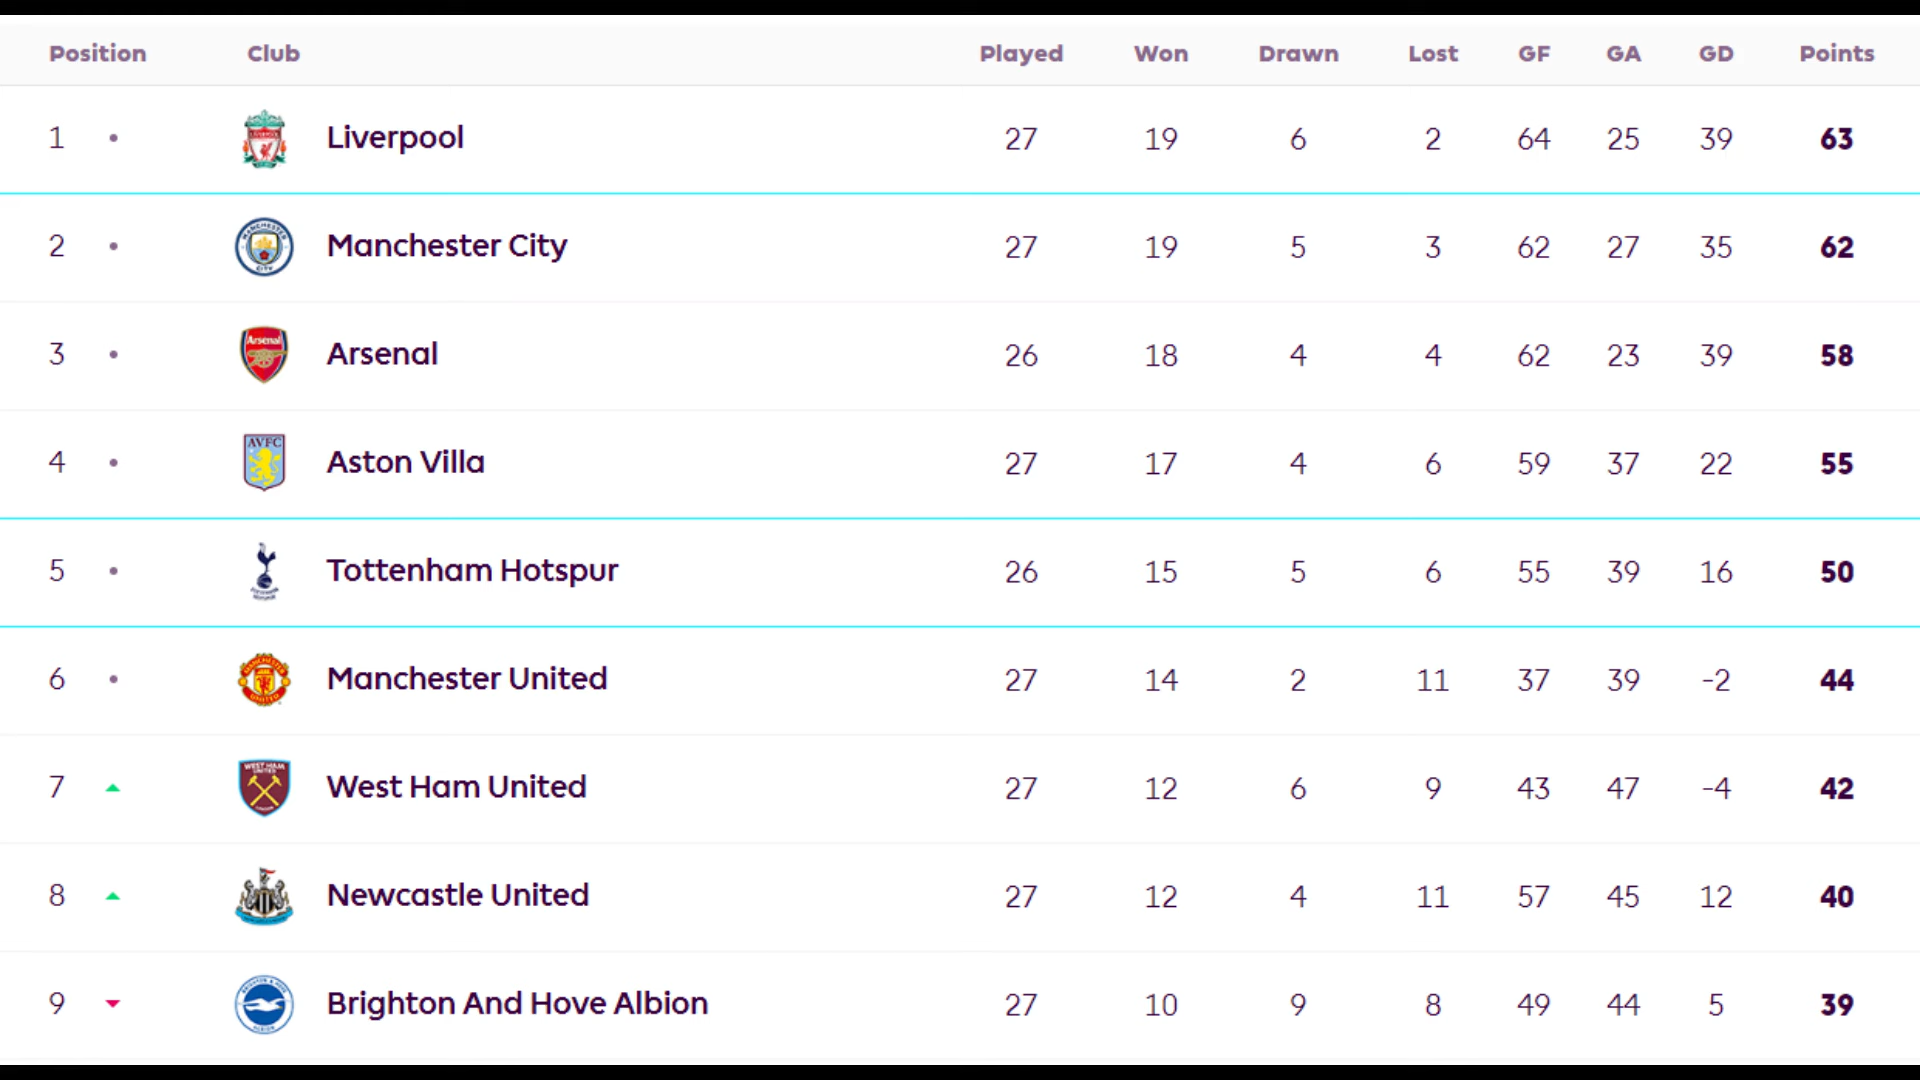 Position Club Played Won Drawn Lost GF GA GD Points
1 Liverpool 27 19 6 2 64 25 39 63
2 Manchester City 27 19 5 3 62 27 35 62
3 Arsenal 26 18 4 4 62 23 39 58
4 AVFC Aston Villa 27 17 4 6 59 37 22 55
5 Tottenham Hotspur 26 15 5 6 55 39 16 50
6 Manchester United 27 14 2 11 37 39 -2 44
7 West Ham United 27 12 6 9 43 47 -4 42
8 Newcastle United 27 12 4 11 57 45 12 40
9 Brighton And Hove Albion 27 10 9 8 49 44 5 39